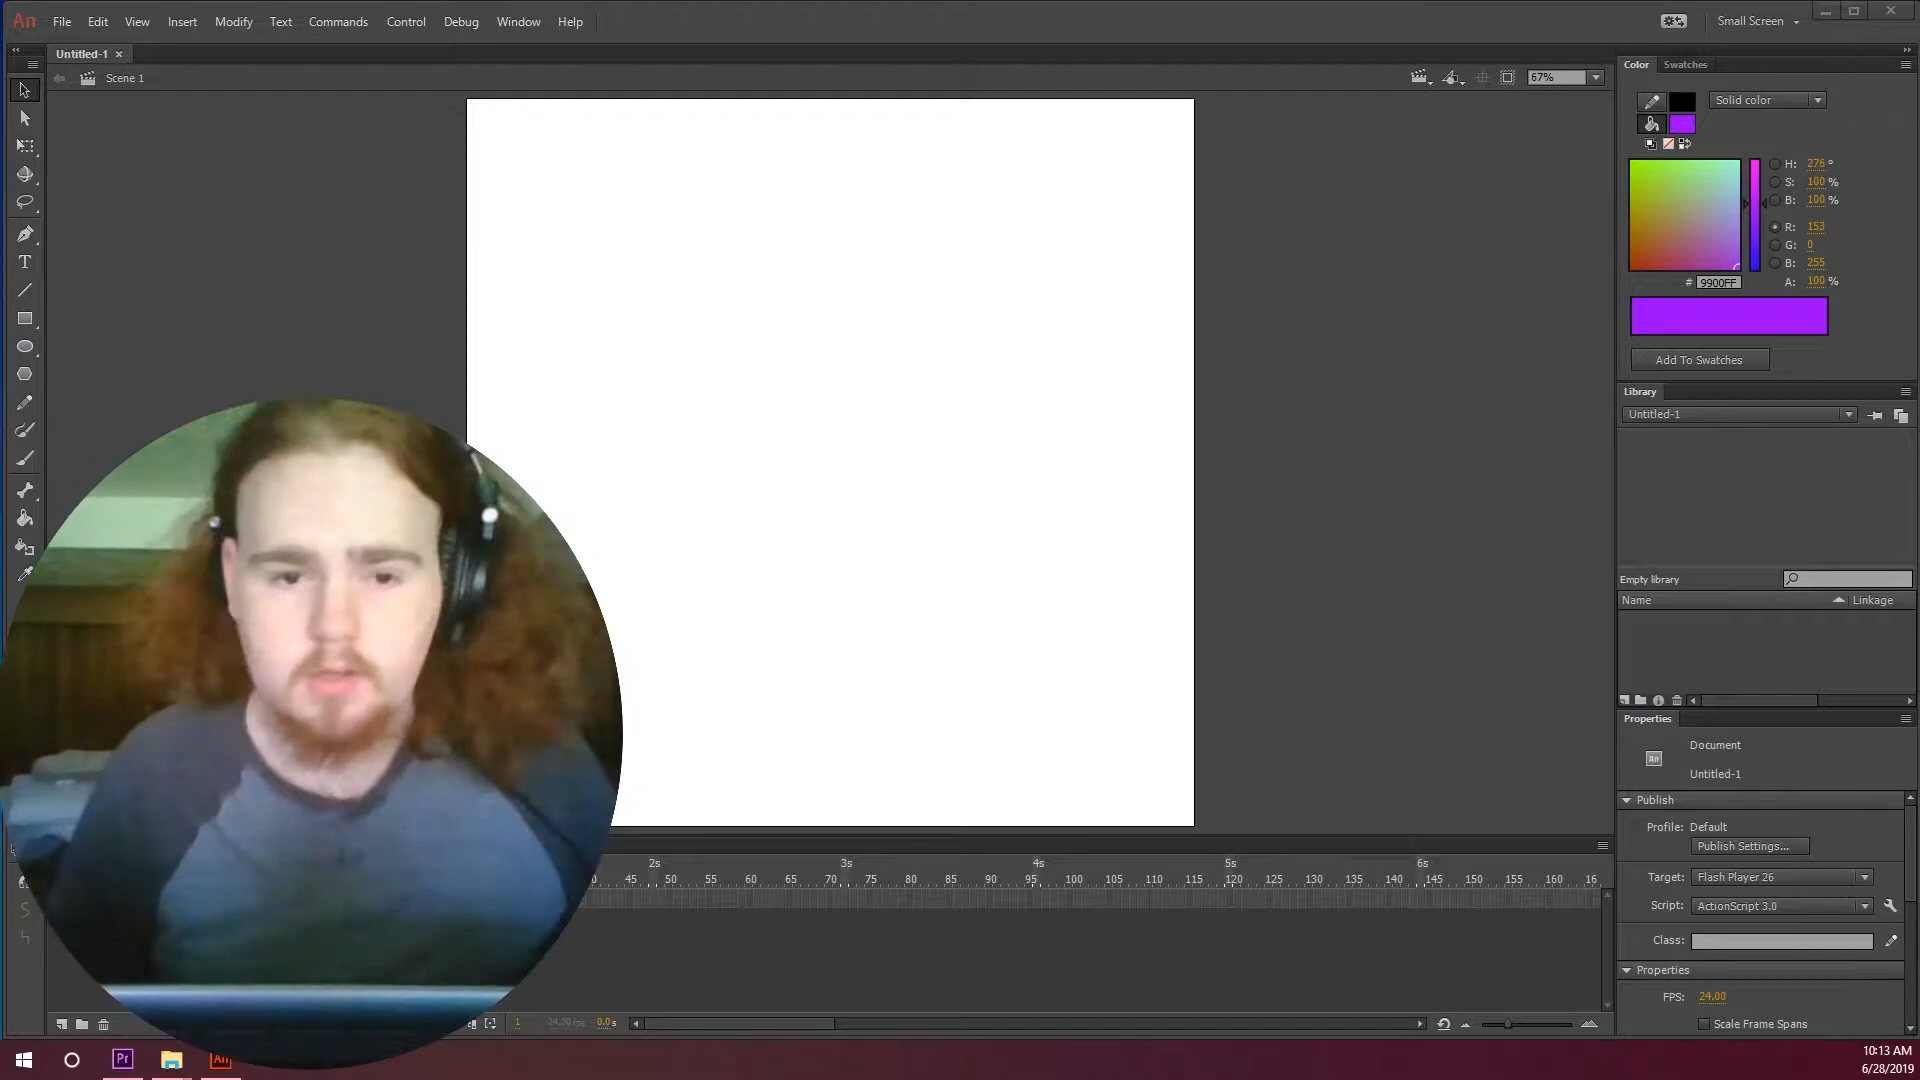 An File Edit View Insert Modify Text Commands Control Debug Window Help Small Screen
Untitled-1
Scene 1
67%
Color Swatches
Solid color
H: 276 °
S: 100 %
B: 100 %
R: 153
G: 0
B: 255
# 9900FF A: 100 %
Add To Swatches
Library
Untitled-1
Empty library
Name Linkage
Properties
Document
An
Untitled-1
Publish
Profile: Default
Publish Settings...
Target: Flash Player 26
Script: ActionScript 3.0
Class:
Properties
FPS: 24.00
Scale Frame Spans
2s 3s 4s 5s 6s
0 45 50 55 60 65 70 75 80 85 90 95 100 105 110 115 120 125 130 135 140 145 150 155 160 16
1 24.00 fps 0.0 s
Pr An
10:13 AM
6/28/2019